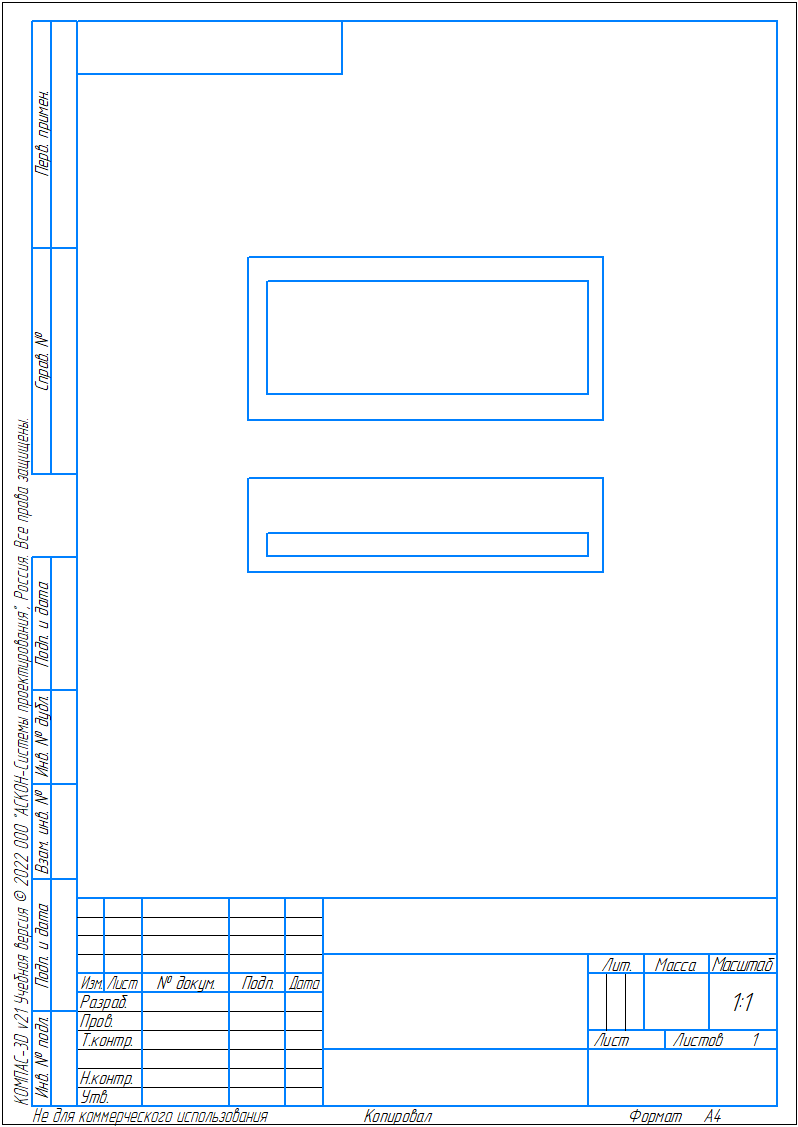 Перв. примен.
Справ. №
Подп. и дата
Инв. № дубл.
Взам. инв. №
Подп. и дата
Инв. № подл.
КОМПАС-3D v21 Учебная версия © 2022 ООО "АСКОН-Системы проектирования", Россия. Все права защищены.
Лит. Масса Масштаб
Изм. Лист № докум. Подп. Дата
Разраб. 1:1
Пров.
Т.контр. Лист Листов 1
Н.контр.
Утв.
Не для коммерческого использования Копировал Формат А4